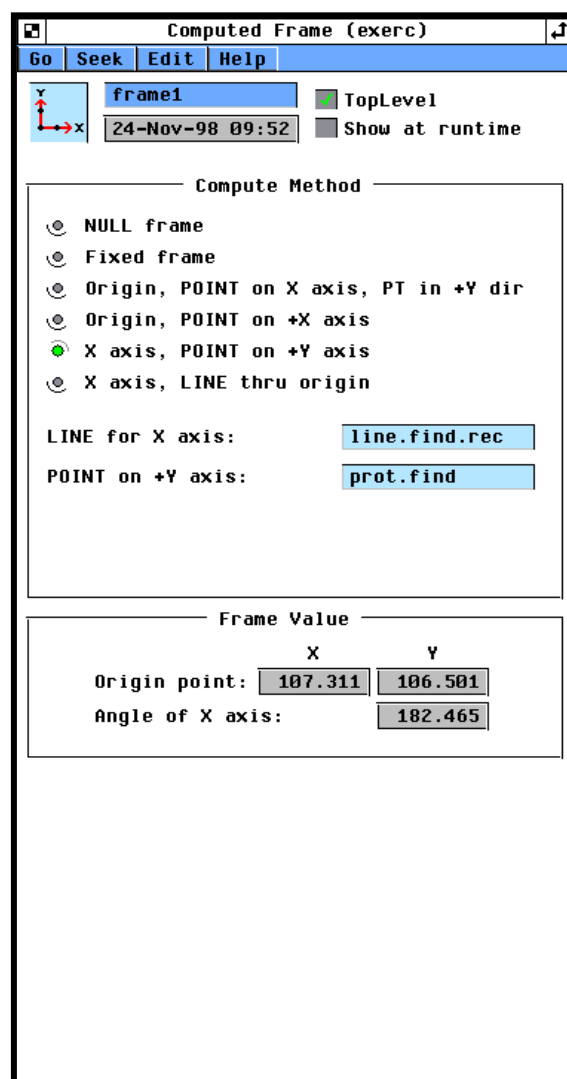 Computed Frame (exerc)
Go Seek Edit Help
Y
X
frame1
TopLevel
24-Nov-98 09:52
Show at runtime
Compute Method
NULL frame
Fixed frame
Origin, POINT on X axis, PT in +Y dir
Origin, POINT on +X axis
X axis, POINT on +Y axis
X axis, LINE thru origin
LINE for X axis: line.find.rec
POINT on +Y axis: prot.find
Frame Value
X Y
Origin point: 107.311 106.501
Angle of X axis: 182.465